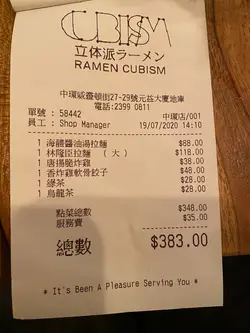 CUBISM
立体派ラーメン
RAMEN CUBISM
中環威靈頓街27-29號元益大廈地庫
電話:2399 0811
單號: 58442 中環店/001
員工: Shop Manager 19/07/2020 14:10
1 海體醬油湯拉麵 $88.00
1 林隆臣拉麵 (大) $118.00
1 唐揚脆炸雞 $38.00
1 香炸雞軟骨餃子 $48.00
1 綠茶 $28.00
1 烏龍茶 $28.00
點菜總數 $348.00
服務費 $35.00
總數 $383.00
* It's Been A Pleasure Serving You *